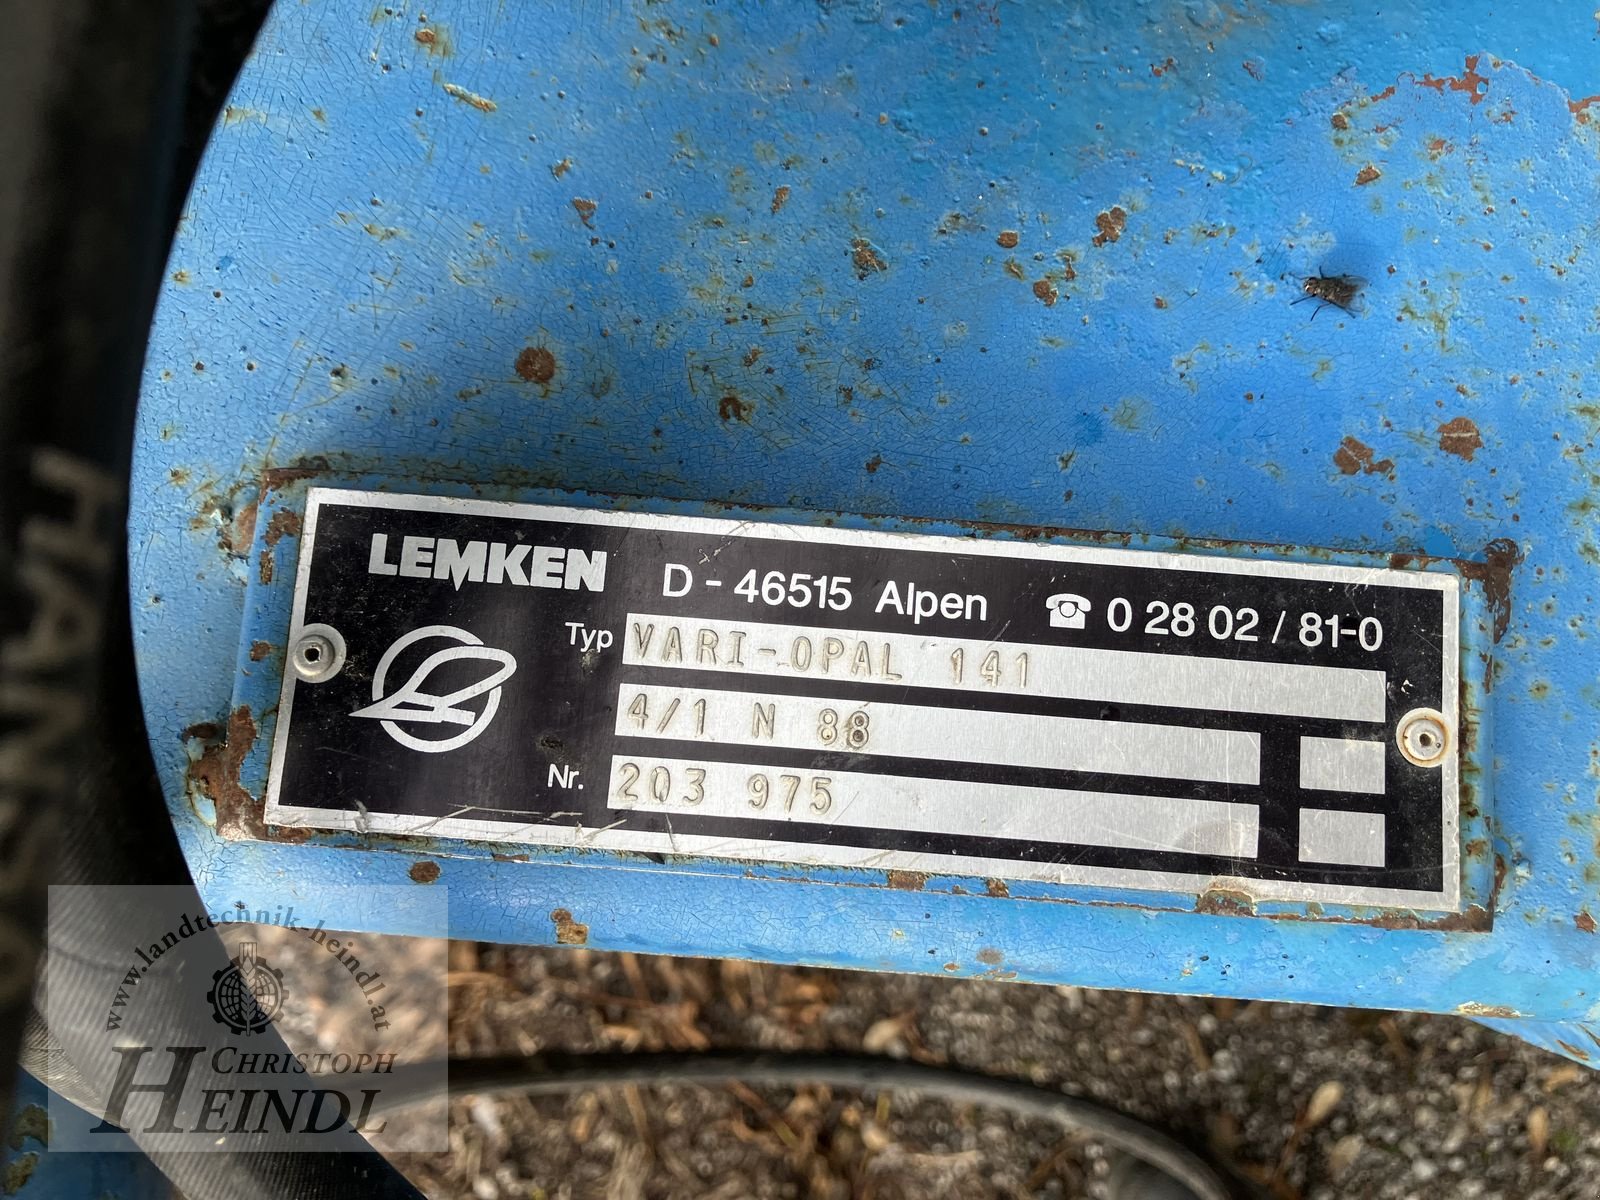 LEMKEN D - 46515 Alpen ☎ 0 28 02 / 81-0
Typ VARI-OPAL 141
4/1 N 88
Nr. 203 975
www.landtechnik-heindl.at
CHRISTOPH
HEINDL